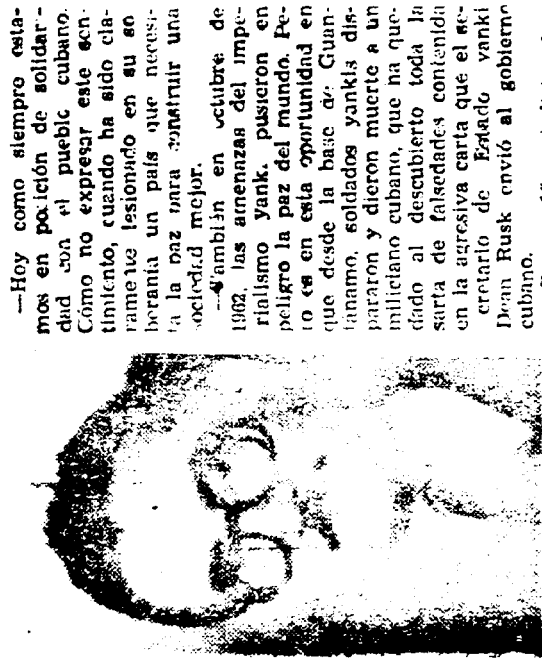 —Hoy como siempre esta-
mos en posición de solidar-
dad con el pueblo cubano.
Cómo no expresar este sen-
timiento, cuando ha sido cla-
rame te lesionado en su so
beranía un país que necesi-
ta la paz para construir una
sociedad mejor.
—También en octubre de
1962, las amenazas del impe-
rialismo yank. pusieron en
peligro la paz del mundo. Pe-
ro es en esta oportunidad en
que desde la base de Guan-
tánamo, soldados yankis dis-
pararon y dieron muerte a un
miliciano cubano, que ha que-
dado al descubierto toda la
sarta de falsedades contenida
en la agresiva carta que el se-
cretario de Estado yanki
Dean Rusk envió al gobierno
cubano.